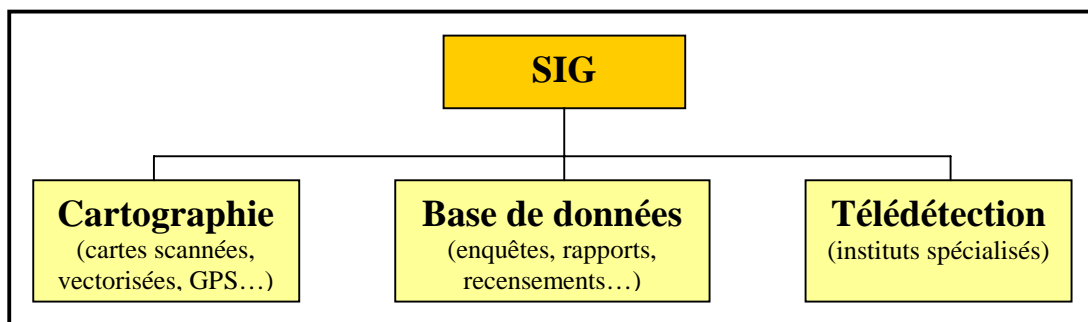 SIG
Cartographie
(cartes scannées,
vectorisées, GPS…)
Base de données
(enquêtes, rapports,
recensements…)
Télédétection
(instituts spécialisés)